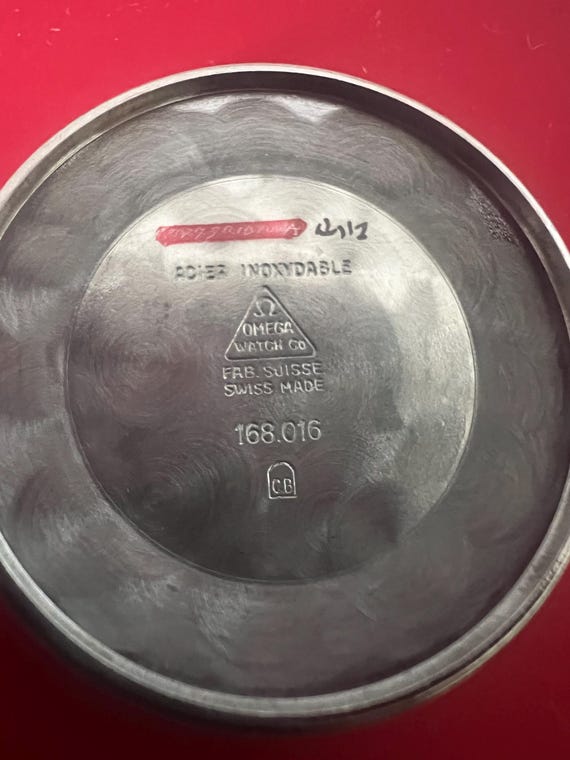 ACIER INOXYDABLE
Ω
OMEGA
WATCH Co
FAB. SUISSE
SWISS MADE
168.016
CB